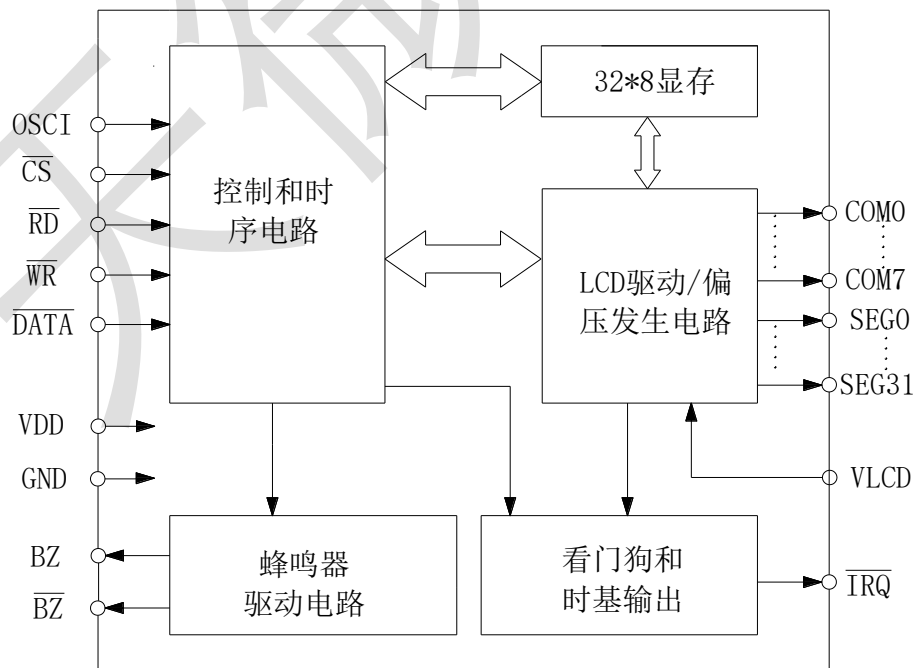 32*8显存
OSCI
CS
RD
WR
DATA
VDD
GND
BZ
BZ
控制和时
序电路
LCD驱动/偏
压发生电路
COM0
COM7
SEG0
SEG31
VLCD
IRQ
蜂鸣器
驱动电路
看门狗和
时基输出